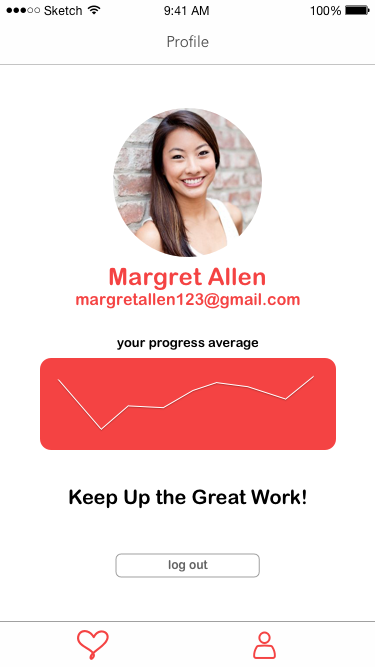 Sketch 9:41 AM 100%
Profile
Margret Allen
margretallen123@gmail.com
your progress average
Keep Up the Great Work!
log out